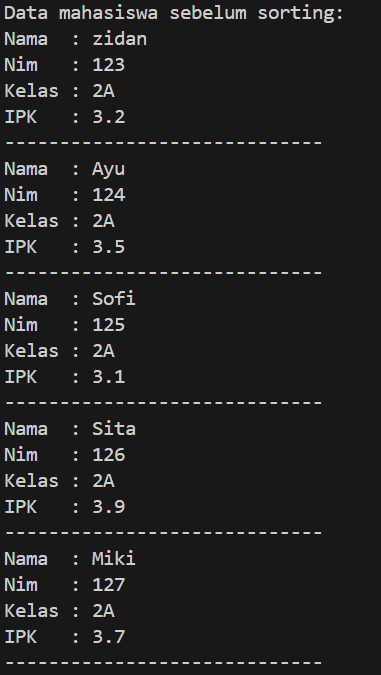 Data mahasiswa sebelum sorting:
Nama  : zidan
Nim   : 123
Kelas : 2A
IPK   : 3.2
-----------------------------
Nama  : Ayu
Nim   : 124
Kelas : 2A
IPK   : 3.5
-----------------------------
Nama  : Sofi
Nim   : 125
Kelas : 2A
IPK   : 3.1
-----------------------------
Nama  : Sita
Nim   : 126
Kelas : 2A
IPK   : 3.9
-----------------------------
Nama  : Miki
Nim   : 127
Kelas : 2A
IPK   : 3.7
-----------------------------